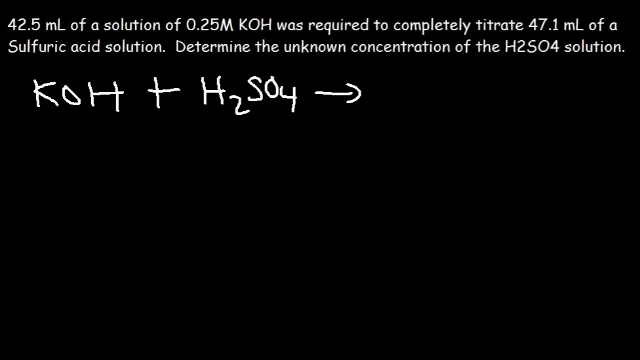 42.5 mL of a solution of 0.25M KOH was required to completely titrate 47.1 mL of a
Sulfuric acid solution. Determine the unknown concentration of the H2SO4 solution.
KOH + H₂SO₄ →